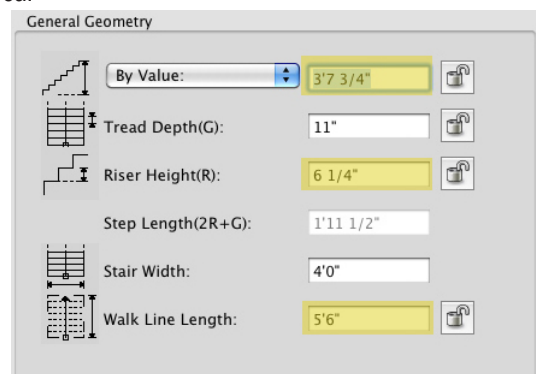 General Geometry
By Value: 3'7 3/4"
Tread Depth(G): 11"
Riser Height(R): 6 1/4"
Step Length(2R+G): 1'11 1/2"
Stair Width: 4'0"
Walk Line Length: 5'6"